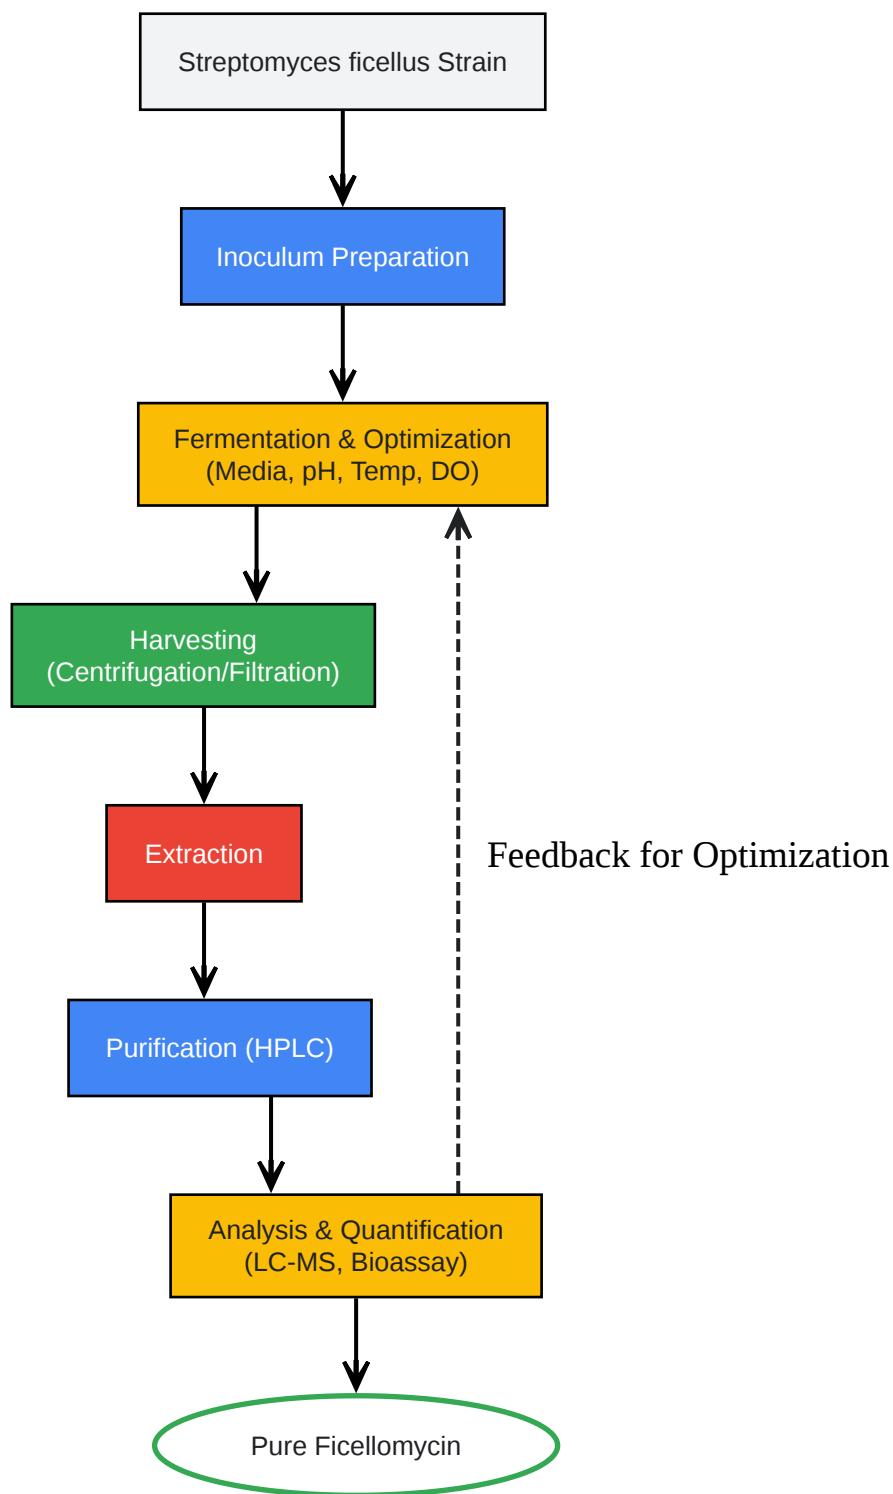 Streptomyces ficellus Strain
Inoculum Preparation
Fermentation & Optimization
(Media, pH, Temp, DO)
Harvesting
(Centrifugation/Filtration)
Extraction
Feedback for Optimization
Purification (HPLC)
Analysis & Quantification
(LC-MS, Bioassay)
Pure Ficellomycin